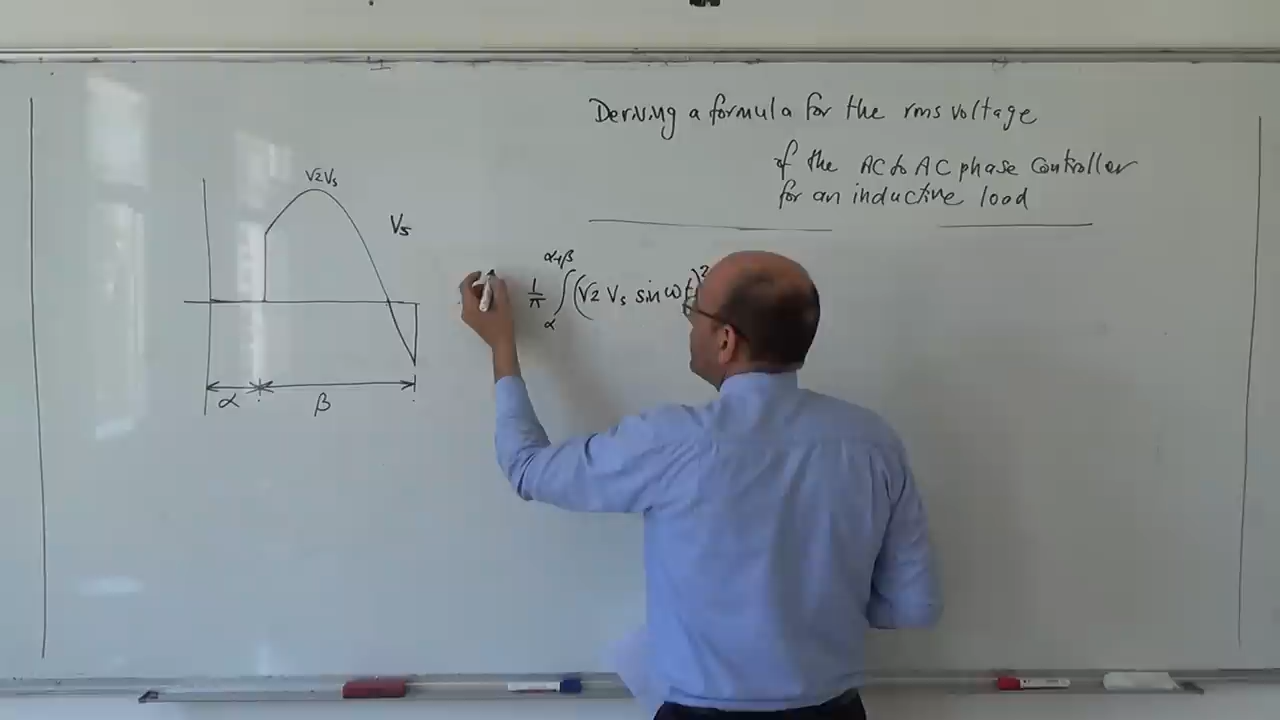 Deriving a formula for the rms voltage
of the AC to AC phase controller
for an inductive load
√2Vs
Vs
α+β
1/π ∫ (√2 Vs sin ωt)²
α
α β